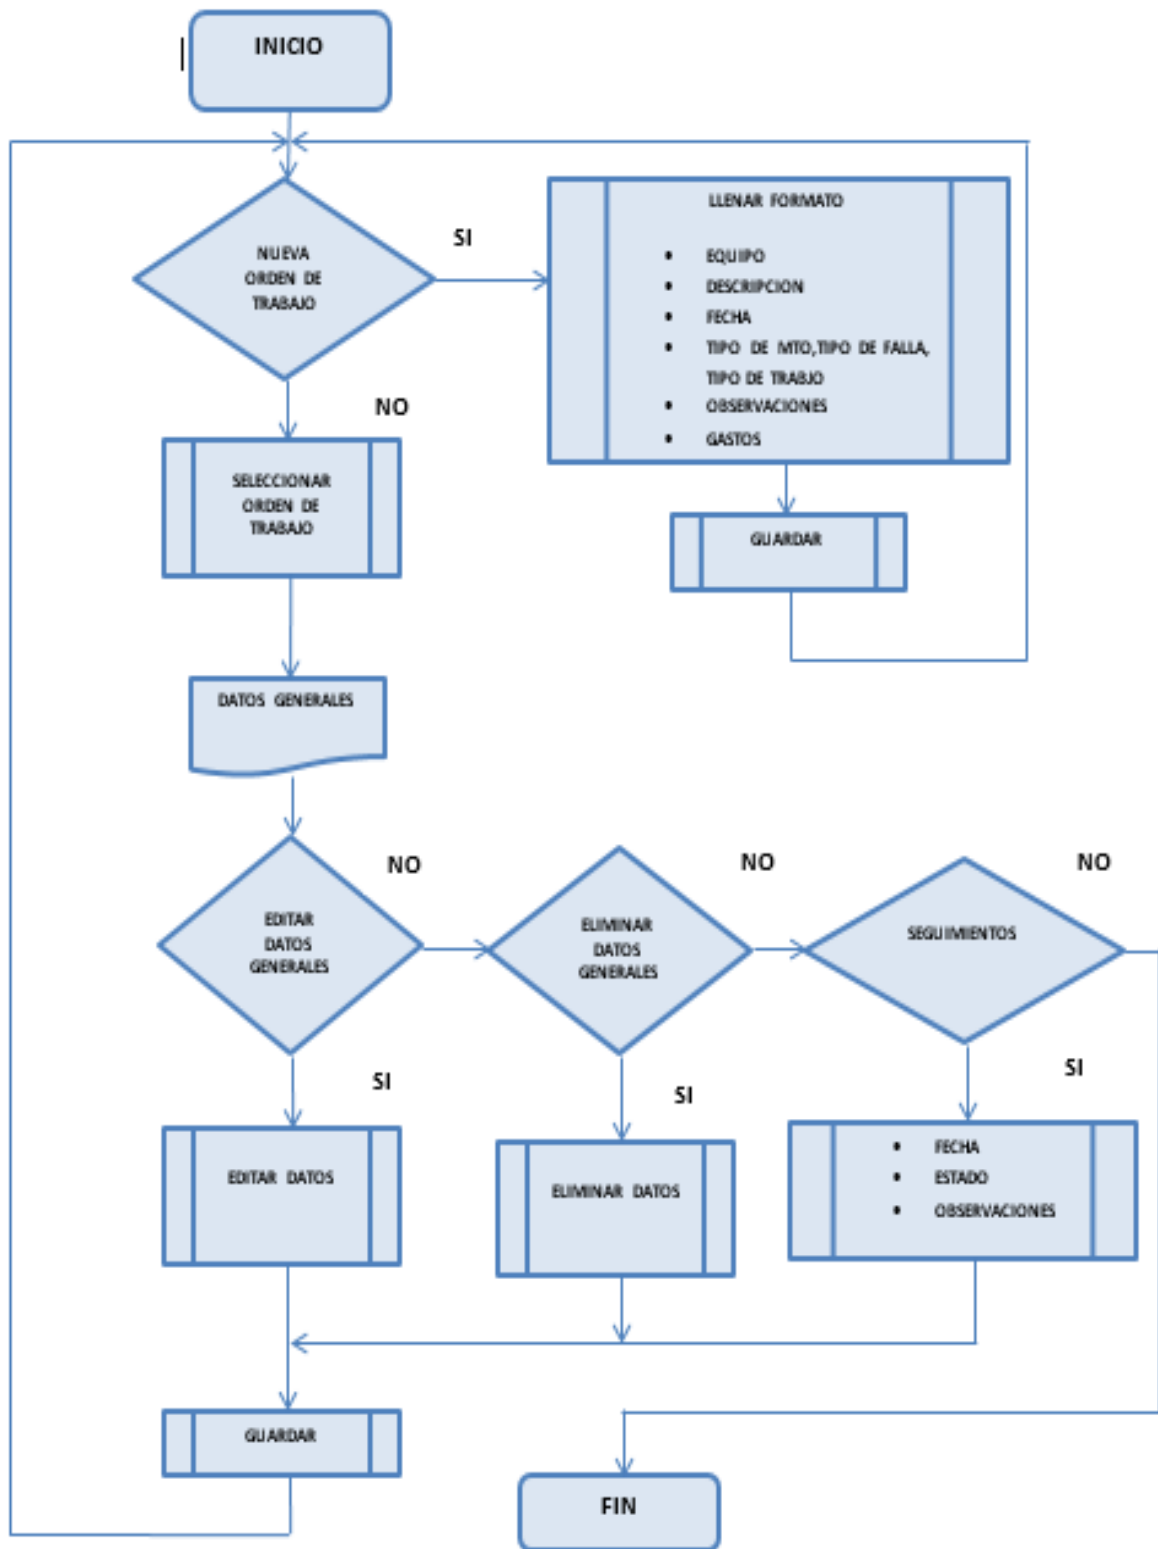 INICIO
SI
NUEVA
ORDEN DE
TRABAJO
LLENAR FORMATO
• EQUIPO
• DESCRIPCION
• FECHA
• TIPO DE MTO,TIPO DE FALLA,
TIPO DE TRABJO
• OBSERVACIONES
• GASTOS
NO
SELECCIONAR
ORDEN DE
TRABAJO
GUARDAR
DATOS GENERALES
NO
NO
NO
EDITAR
DATOS
GENERALES
ELIMINAR
DATOS
GENERALES
SEGUIMIENTOS
SI
SI
SI
EDITAR DATOS
ELIMINAR DATOS
• FECHA
• ESTADO
• OBSERVACIONES
GUARDAR
FIN